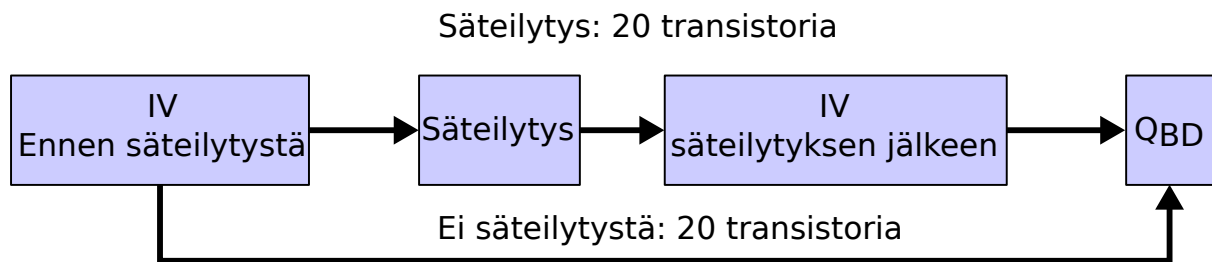 Säteilytys: 20 transistoria
IV
Ennen säteilytystä
Säteilytys
IV
säteilytyksen jälkeen
QBD
Ei säteilytystä: 20 transistoria